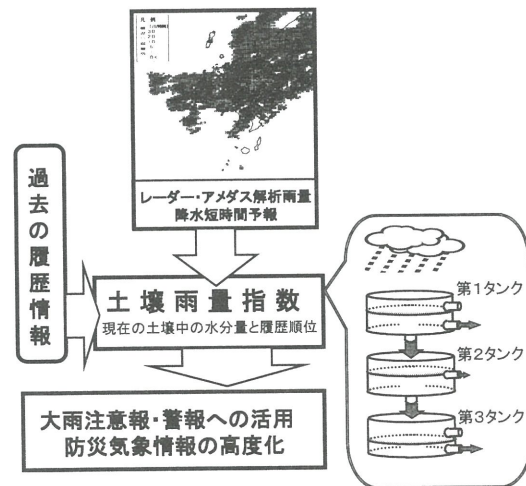 レーダー・アメダス解析雨量
降水短時間予報
過去の履歴情報
土壌雨量指数
現在の土壌中の水分量と履歴順位
大雨注意報・警報への活用
防災気象情報の高度化
第1タンク
第2タンク
第3タンク